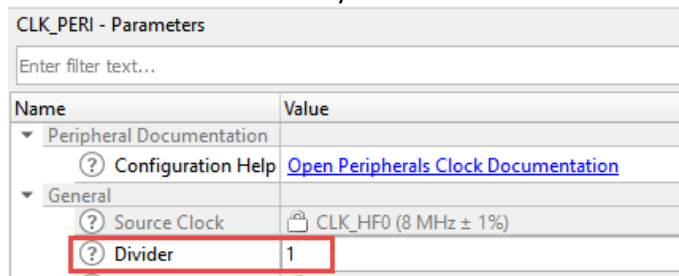 CLK_PERI - Parameters
Enter filter text...
Name Value
Peripheral Documentation
? Configuration Help Open Peripherals Clock Documentation
General
? Source Clock CLK_HF0 (8 MHz ± 1%)
? Divider 1